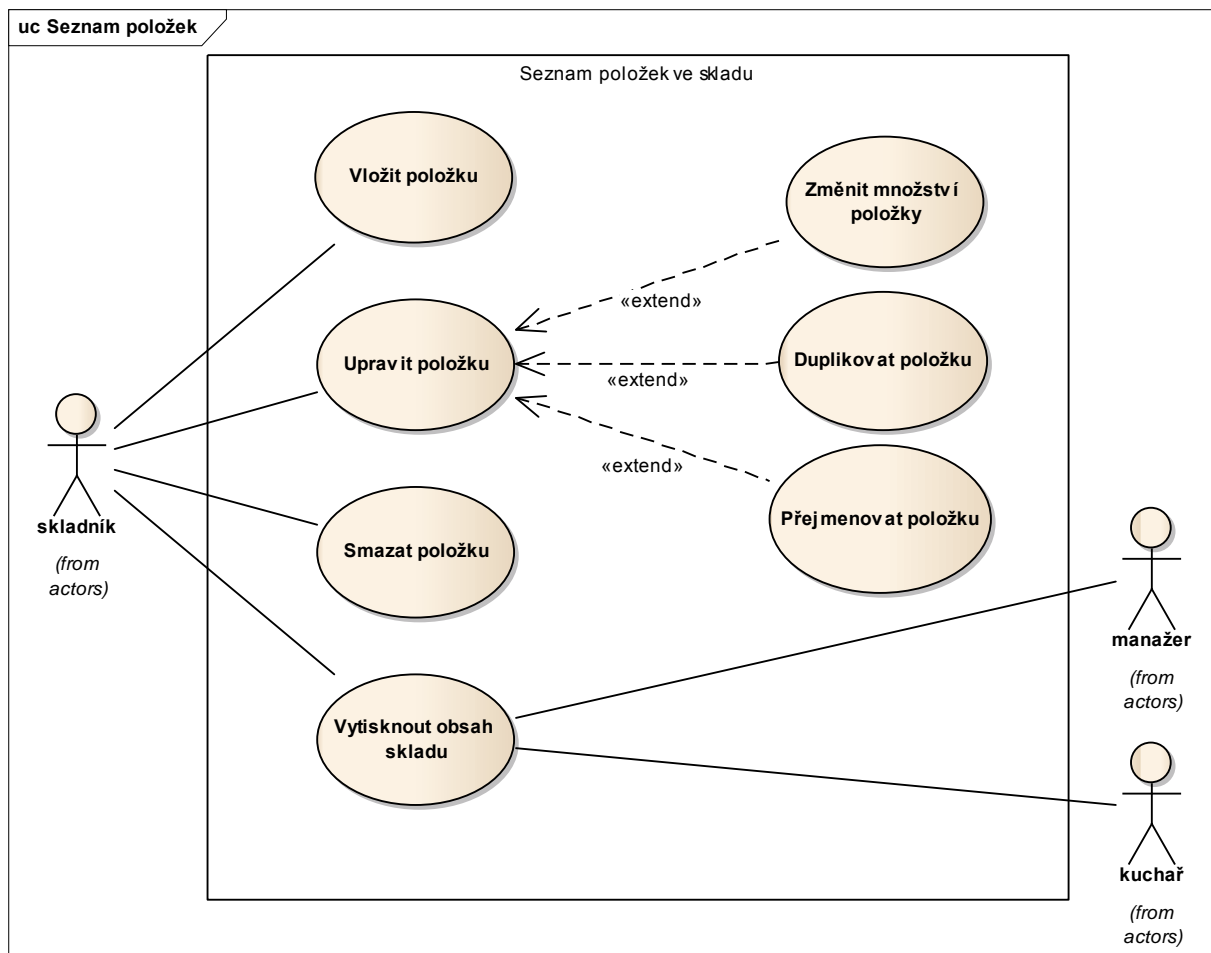 uc Seznam položek
Seznam položek ve skladu
Vložit položku
Změnit množství
položky
«extend»
Upravit položku
Duplikovat položku
«extend»
«extend»
Přejmenovat položku
skladník
(from
actors)
Smazat položku
manažer
(from
actors)
Vytisknout obsah
skladu
kuchař
(from
actors)